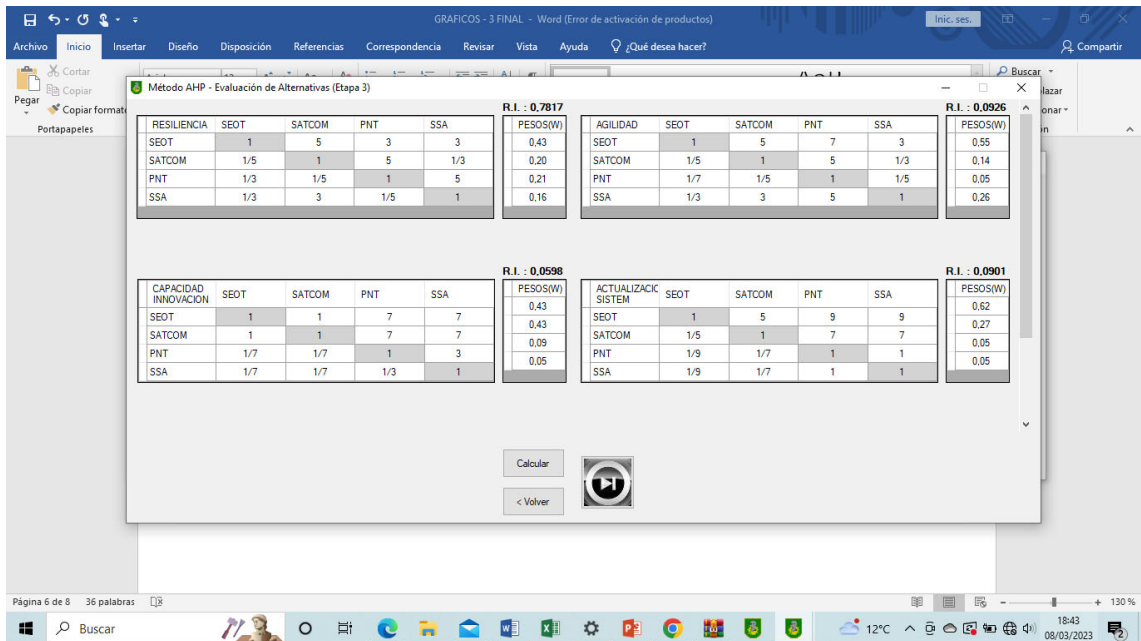 GRAFICOS - 3 FINAL - Word (Error de activación de productos)
Inic. ses.
Archivo Inicio Insertar Diseño Disposición Referencias Correspondencia Revisar Vista Ayuda ¿Qué desea hacer? Compartir
Cortar
Copiar
Pegar
Copiar formato
Portapapeles
Buscar
Método AHP - Evaluación de Alternativas (Etapa 3)
R.I. : 0,7817
RESILIENCIA SEOT SATCOM PNT SSA PESOS(W)
SEOT 1 5 3 3 0,43
SATCOM 1/5 1 5 1/3 0,20
PNT 1/3 1/5 1 5 0,21
SSA 1/3 3 1/5 1 0,16
R.I. : 0,0926
AGILIDAD SEOT SATCOM PNT SSA PESOS(W)
SEOT 1 5 7 3 0,55
SATCOM 1/5 1 5 1/3 0,14
PNT 1/7 1/5 1 1/5 0,05
SSA 1/3 3 5 1 0,26
R.I. : 0,0598
CAPACIDAD
INNOVACION SEOT SATCOM PNT SSA PESOS(W)
SEOT 1 1 7 7 0,43
SATCOM 1 1 7 7 0,43
PNT 1/7 1/7 1 3 0,09
SSA 1/7 1/7 1/3 1 0,05
R.I. : 0,0901
ACTUALIZACIO
SISTEM SEOT SATCOM PNT SSA PESOS(W)
SEOT 1 5 9 9 0,62
SATCOM 1/5 1 7 7 0,27
PNT 1/9 1/7 1 1 0,05
SSA 1/9 1/7 1 1 0,05
Calcular
< Volver
Página 6 de 8 36 palabras
130 %
Buscar
12°C
18:43
08/03/2023